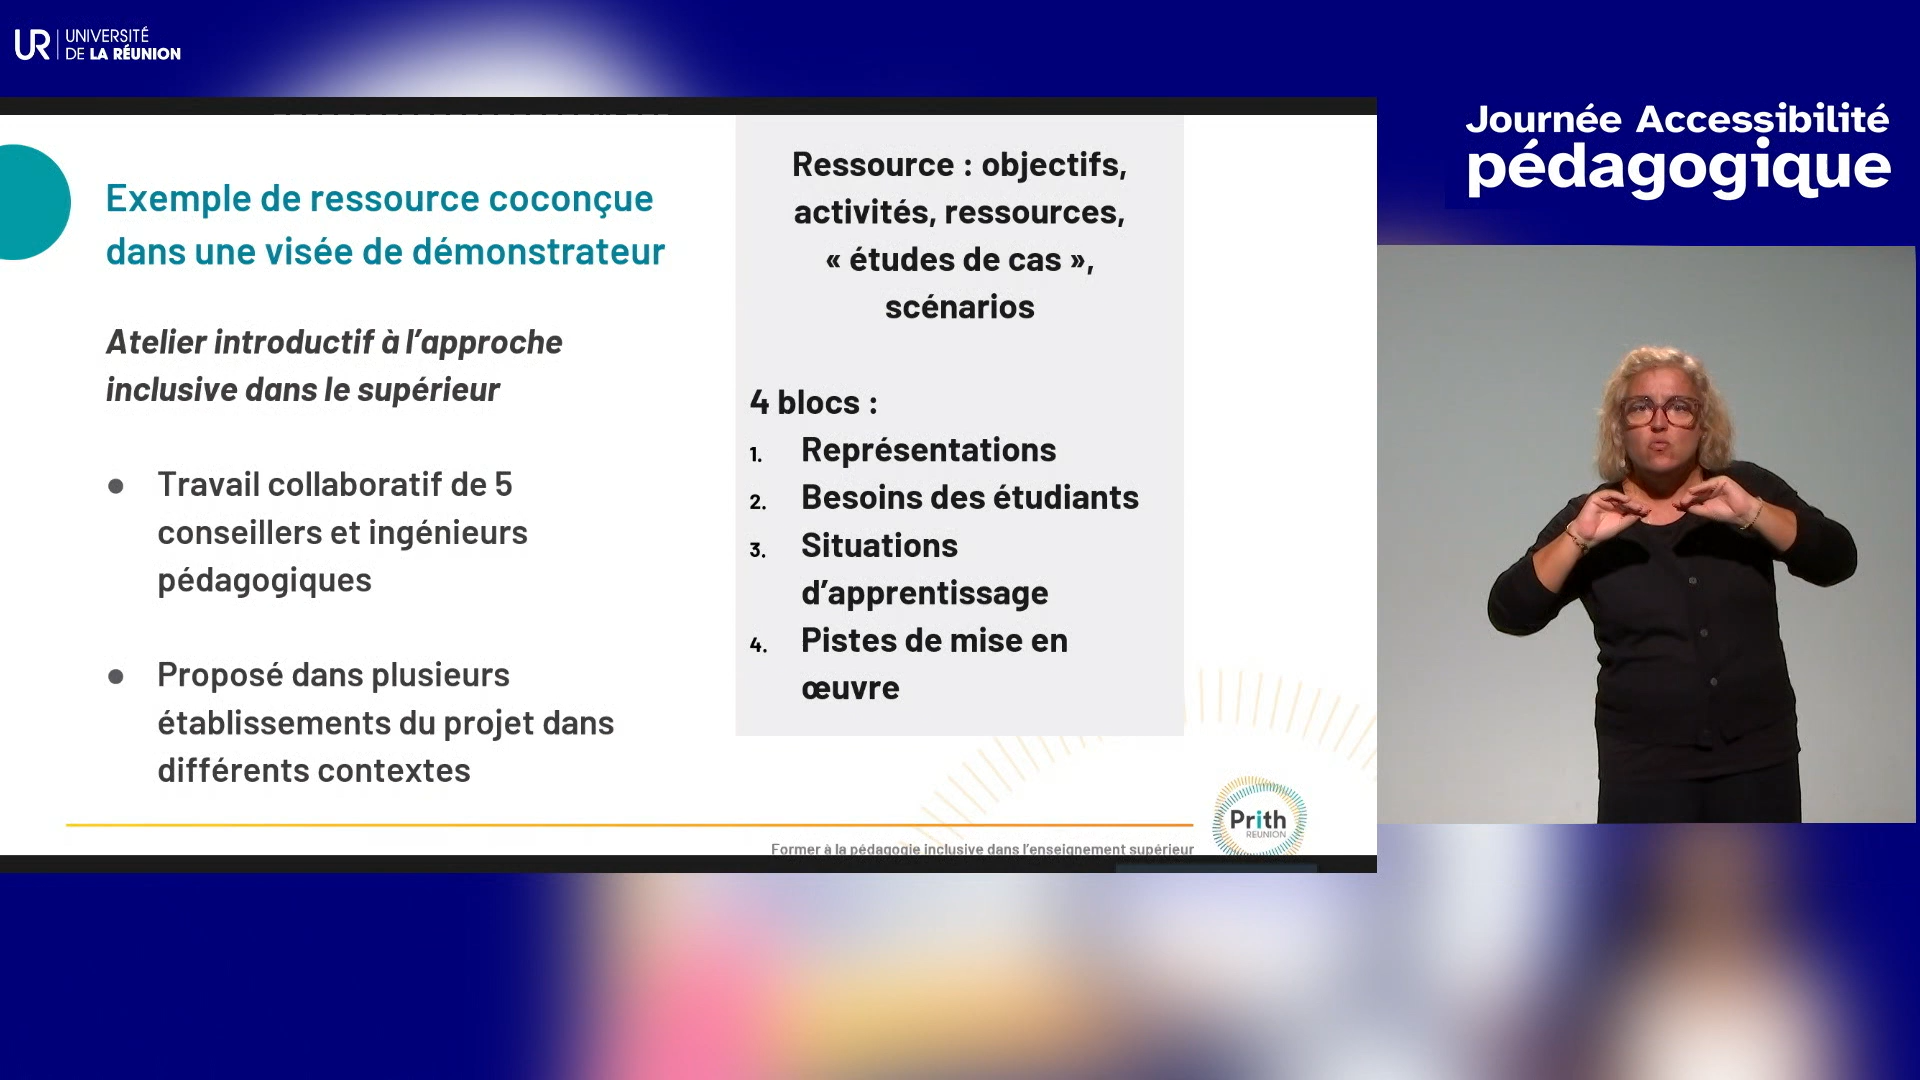 UR UNIVERSITÉ
DE LA RÉUNION
Journée Accessibilité
pédagogique
Exemple de ressource coconçue
dans une visée de démonstrateur
Atelier introductif à l’approche
inclusive dans le supérieur
● Travail collaboratif de 5
conseillers et ingénieurs
pédagogiques
● Proposé dans plusieurs
établissements du projet dans
différents contextes
Ressource : objectifs,
activités, ressources,
« études de cas »,
scénarios
4 blocs :
1. Représentations
2. Besoins des étudiants
3. Situations
d’apprentissage
4. Pistes de mise en
œuvre
Former à la pédagogie inclusive dans l’enseignement supérieur
Prith
REUNION